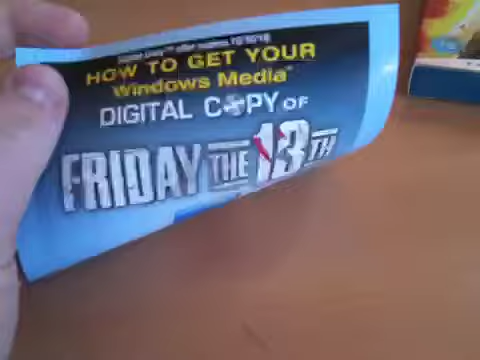 HOW TO GET YOUR
Windows Media®
DIGITAL COPY OF
FRIDAY THE 13TH